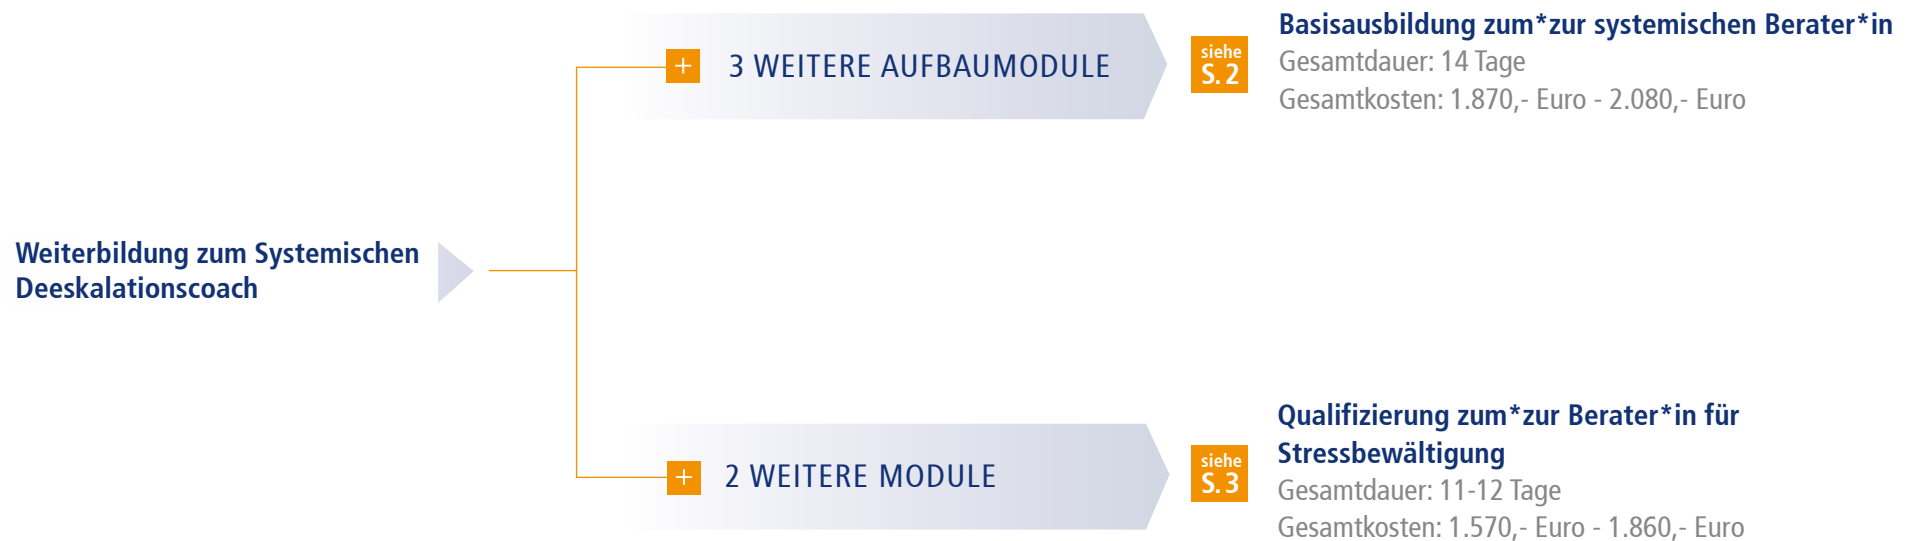 Weiterbildung zum Systemischen
Deeskalationscoach
+
3 WEITERE AUFBAUMODULE
siehe
S. 2
Basisausbildung zum*zur systemischen Berater*in
Gesamtdauer: 14 Tage
Gesamtkosten: 1.870,- Euro - 2.080,- Euro
+
2 WEITERE MODULE
siehe
S. 3
Qualifizierung zum*zur Berater*in für
Stressbewältigung
Gesamtdauer: 11-12 Tage
Gesamtkosten: 1.570,- Euro - 1.860,- Euro